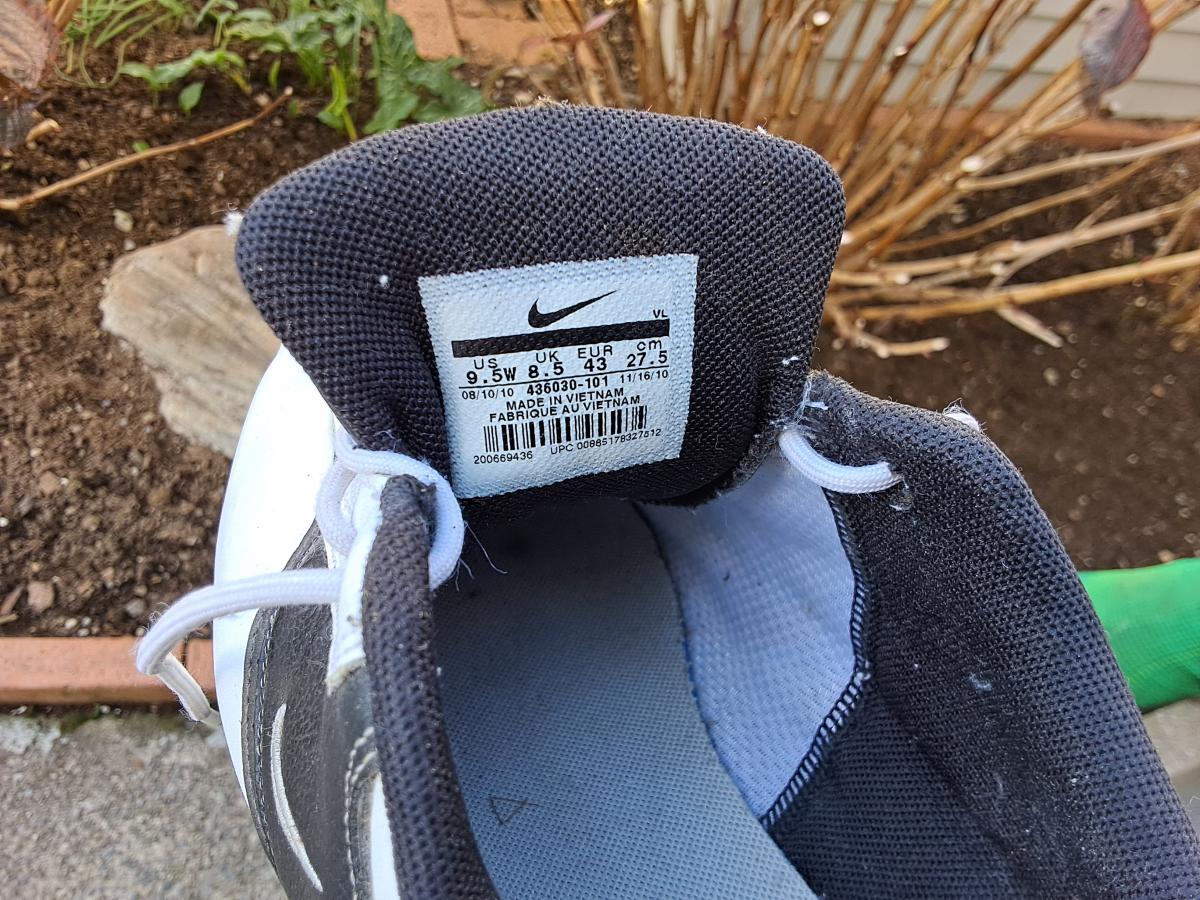 VL
US UK EUR cm
9.5W 8.5 43 27.5
08/10/10 436030-101 11/16/10
MADE IN VIETNAM
FABRIQUE AU VIETNAM
200669436 UPC 00885178327512